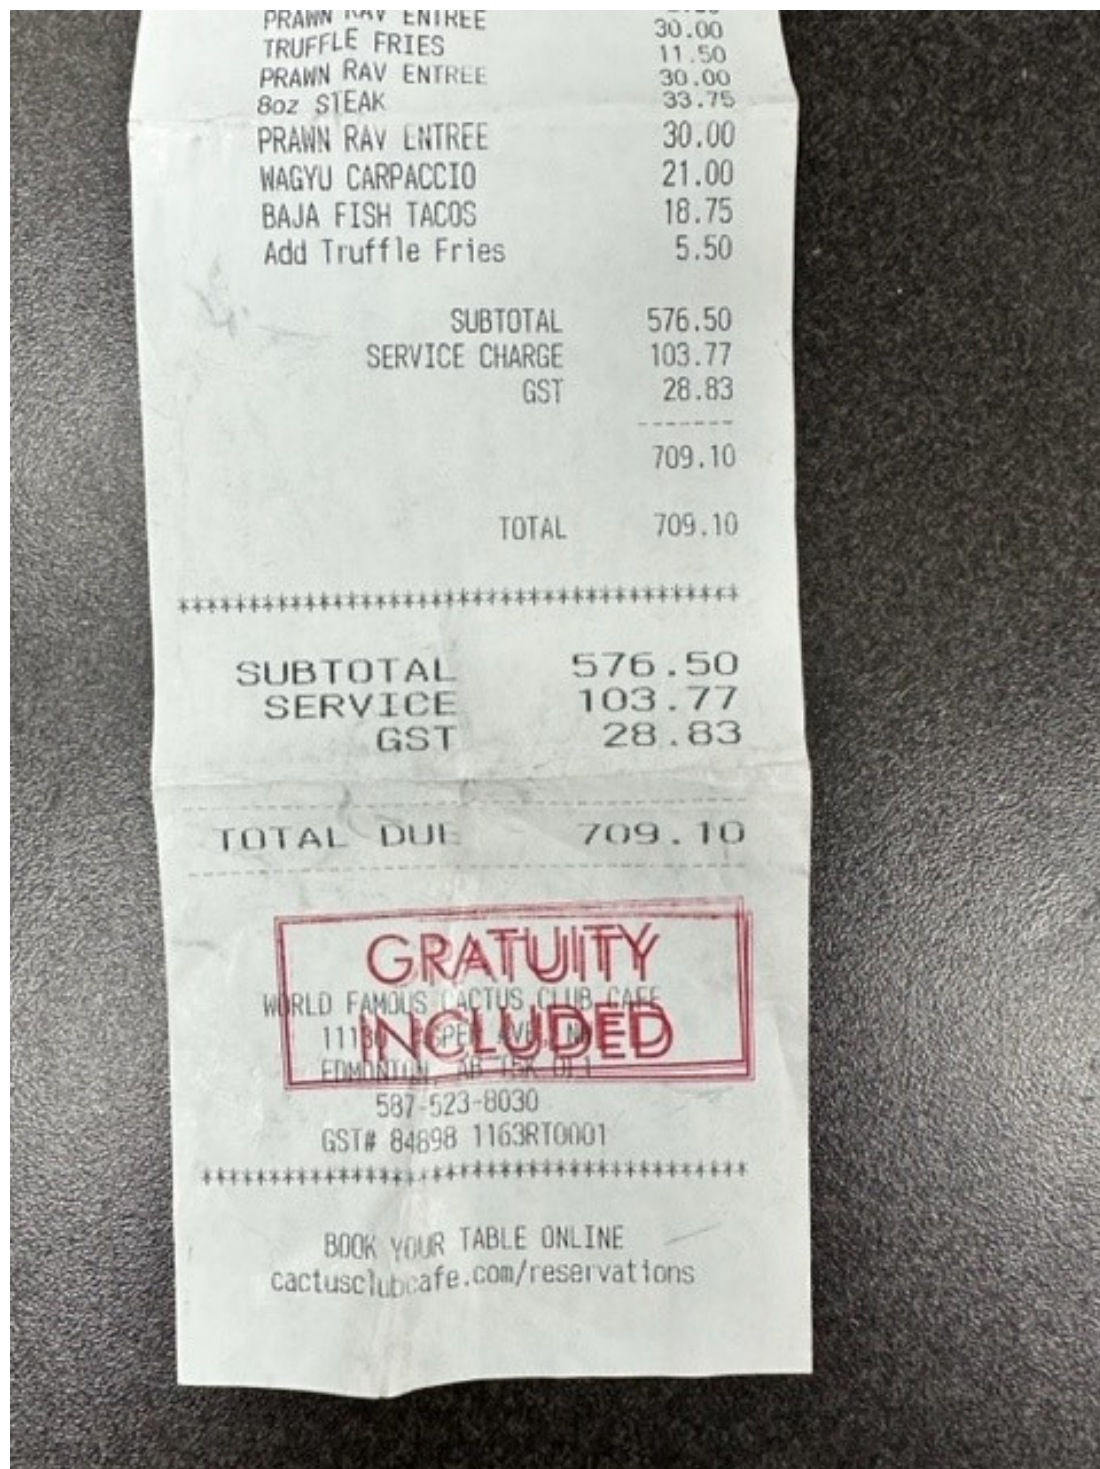 PRAWN RAV ENTREE 30.00
TRUFFLE FRIES 11.50
PRAWN RAV ENTREE 30.00
8oz STEAK 33.75
PRAWN RAV ENTREE 30.00
WAGYU CARPACCIO 21.00
BAJA FISH TACOS 18.75
Add Truffle Fries 5.50
SUBTOTAL 576.50
SERVICE CHARGE 103.77
GST 28.83
-------
709.10
TOTAL 709.10
***************************************
SUBTOTAL 576.50
SERVICE 103.77
GST 28.83
TOTAL DUE 709.10
GRATUITY
INCLUDED
WORLD FAMOUS CACTUS CLUB CAFE
AVE
EDMONTON, AB
587-523-8030
GST# 84898 1163RT0001
***************************************
BOOK YOUR TABLE ONLINE
cactusclubcafe.com/reservations